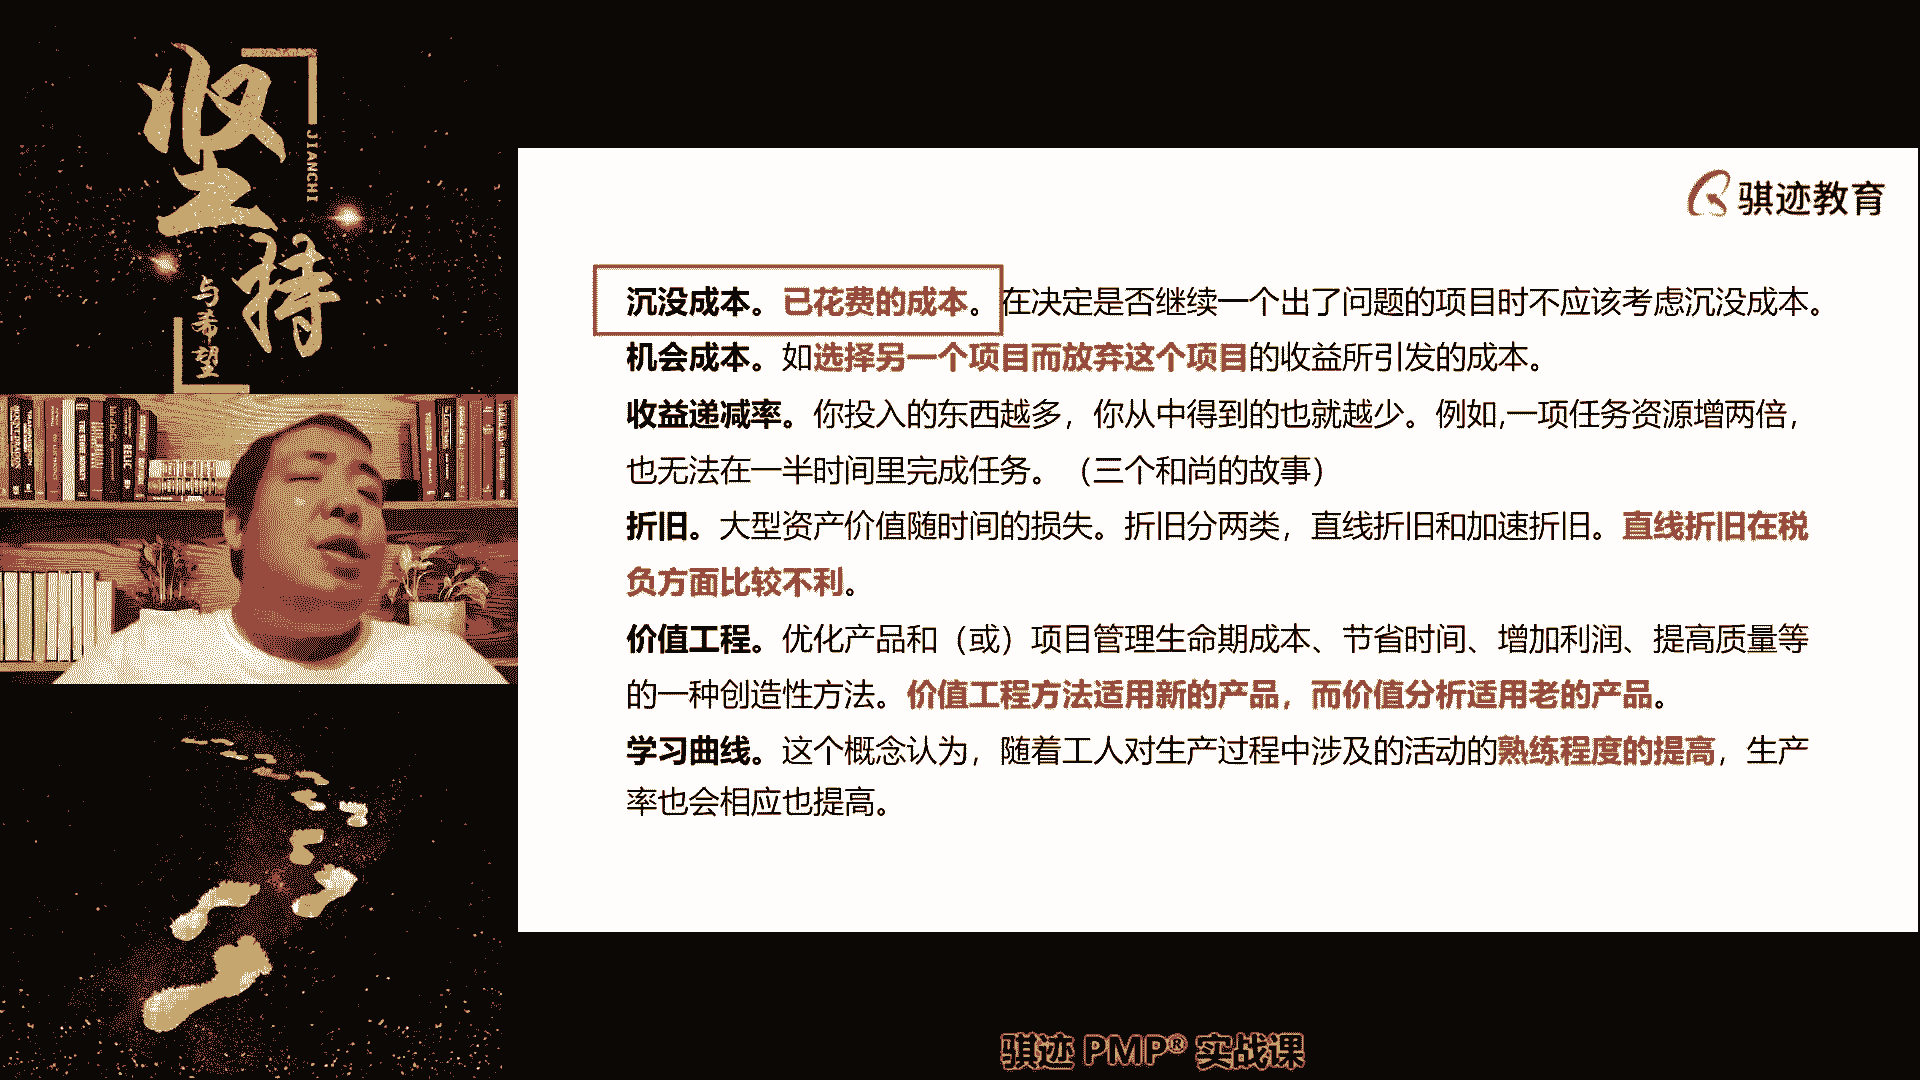 坚持
JIANCHI
与希望
骐迹教育
沉没成本。已花费的成本。在决定是否继续一个出了问题的项目时不应该考虑沉没成本。
机会成本。如选择另一个项目而放弃这个项目的收益所引发的成本。
收益递减率。你投入的东西越多，你从中得到的也就越少。例如,一项任务资源增两倍，
也无法在一半时间里完成任务。（三个和尚的故事）
折旧。大型资产价值随时间的损失。折旧分两类，直线折旧和加速折旧。直线折旧在税
负方面比较不利。
价值工程。优化产品和（或）项目管理生命期成本、节省时间、增加利润、提高质量等
的一种创造性方法。价值工程方法适用新的产品，而价值分析适用老的产品。
学习曲线。这个概念认为，随着工人对生产过程中涉及的活动的熟练程度的提高，生产
率也会相应也提高。
骐迹 PMP® 实战课